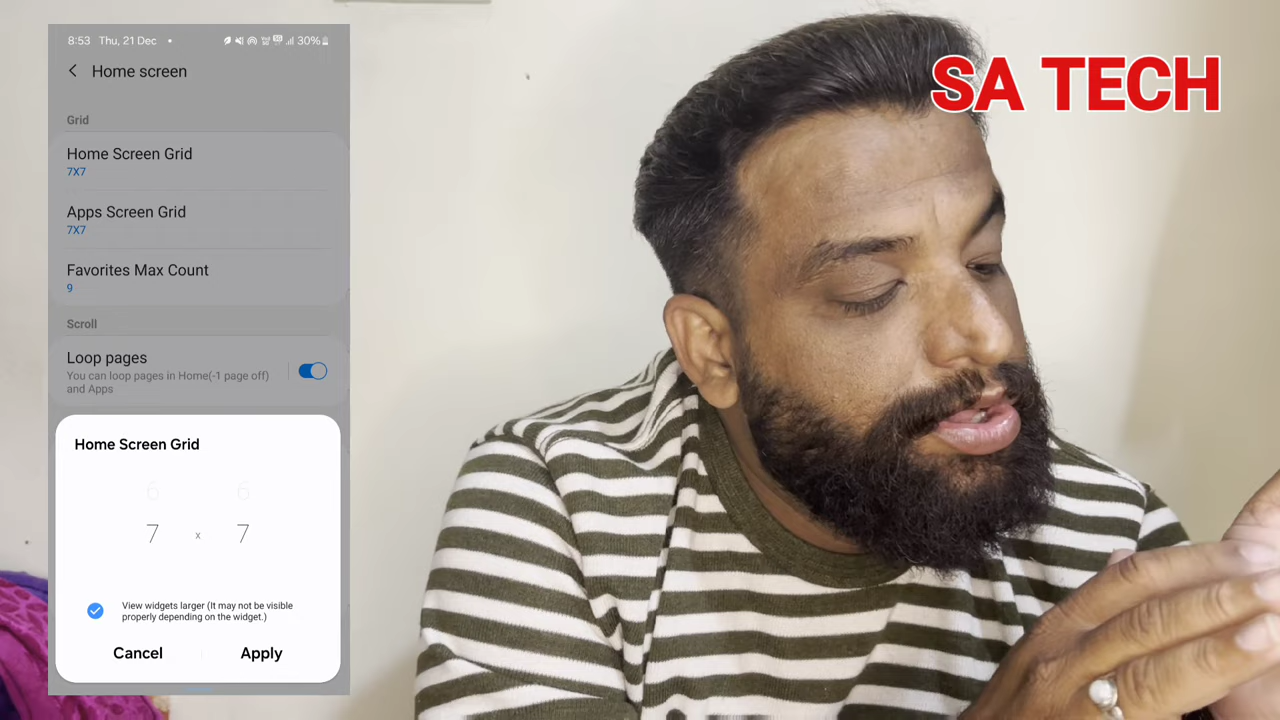 8:53 Thu, 21 Dec • 30%
Home screen
Grid
Home Screen Grid
7X7
Apps Screen Grid
7X7
Favorites Max Count
9
Scroll
Loop pages
You can loop pages in Home(-1 page off)
and Apps
Home Screen Grid
6 6
7 x 7
View widgets larger (It may not be visible
properly depending on the widget.)
Cancel Apply
SA TECH